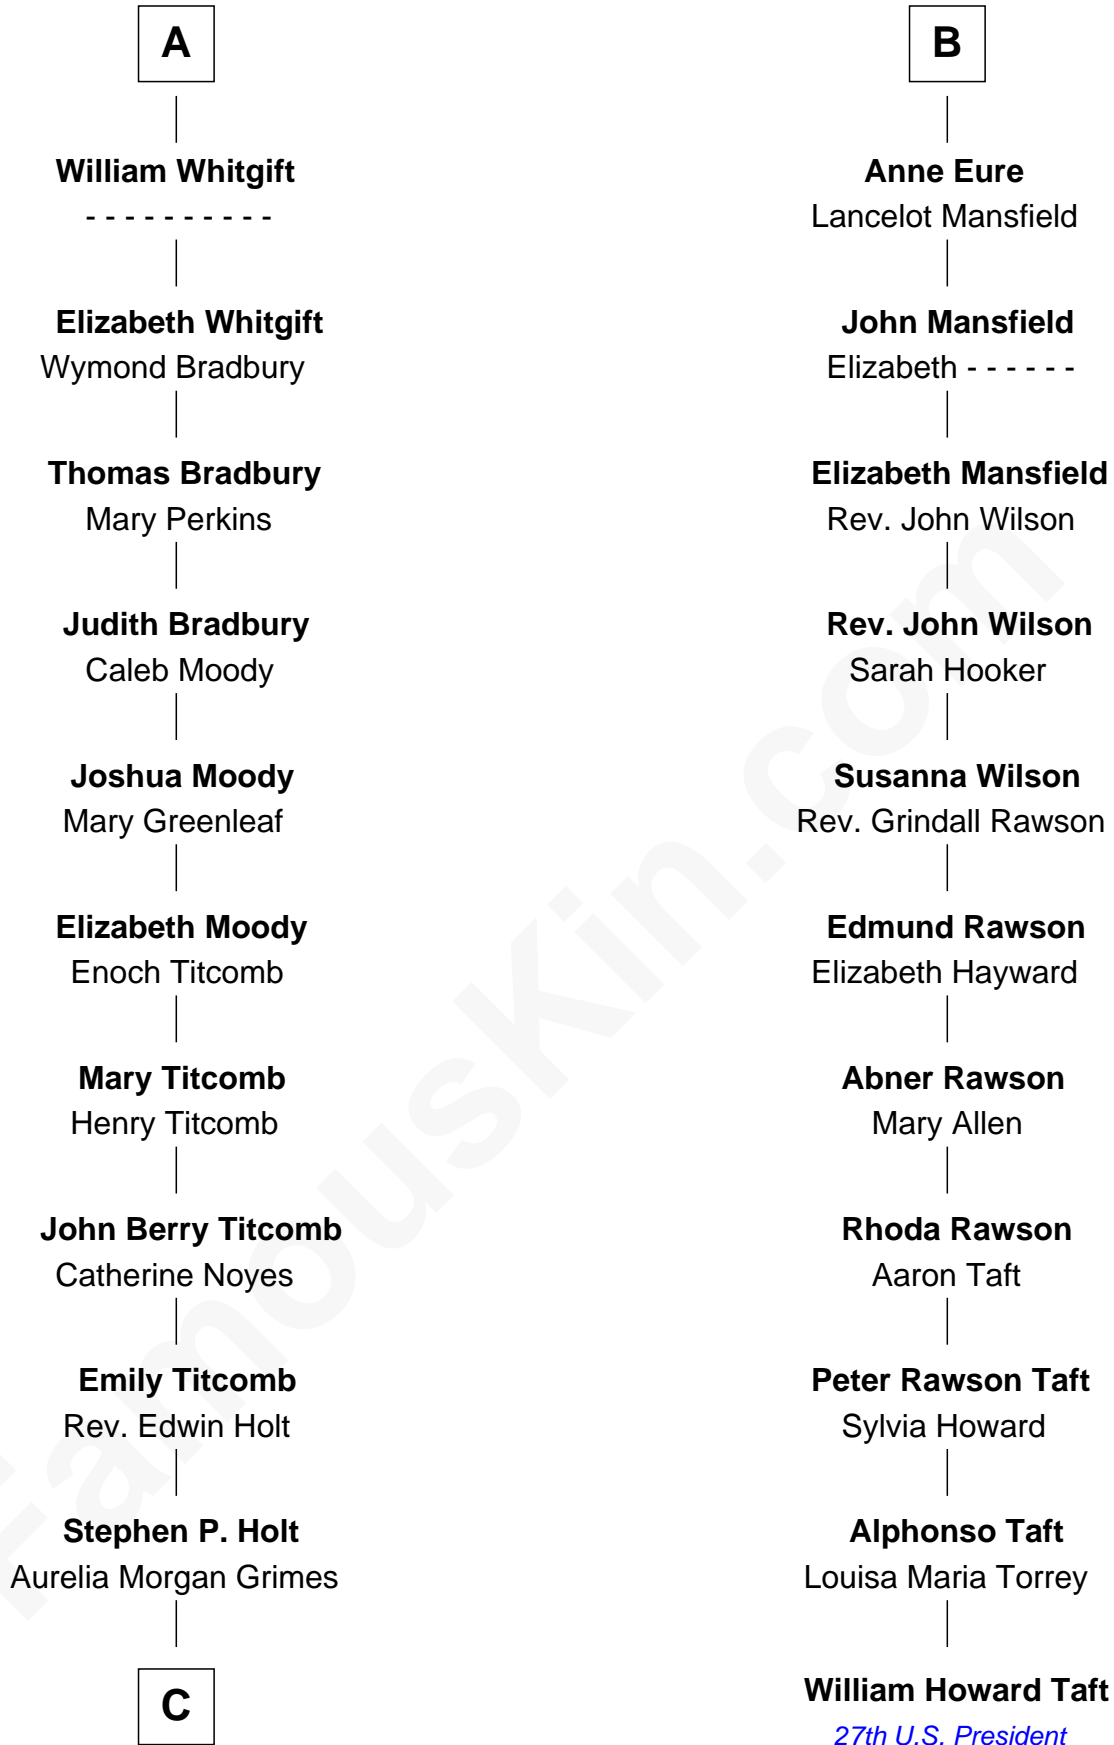 A
William Whitgift
- - - - - - - - - -
Elizabeth Whitgift
Wymond Bradbury
Thomas Bradbury
Mary Perkins
Judith Bradbury
Caleb Moody
Joshua Moody
Mary Greenleaf
Elizabeth Moody
Enoch Titcomb
Mary Titcomb
Henry Titcomb
John Berry Titcomb
Catherine Noyes
Emily Titcomb
Rev. Edwin Holt
Stephen P. Holt
Aurelia Morgan Grimes
C
B
Anne Eure
Lancelot Mansfield
John Mansfield
Elizabeth - - - - - -
Elizabeth Mansfield
Rev. John Wilson
Rev. John Wilson
Sarah Hooker
Susanna Wilson
Rev. Grindall Rawson
Edmund Rawson
Elizabeth Hayward
Abner Rawson
Mary Allen
Rhoda Rawson
Aaron Taft
Peter Rawson Taft
Sylvia Howard
Alphonso Taft
Louisa Maria Torrey
William Howard Taft
27th U.S. President
FamousKin.com